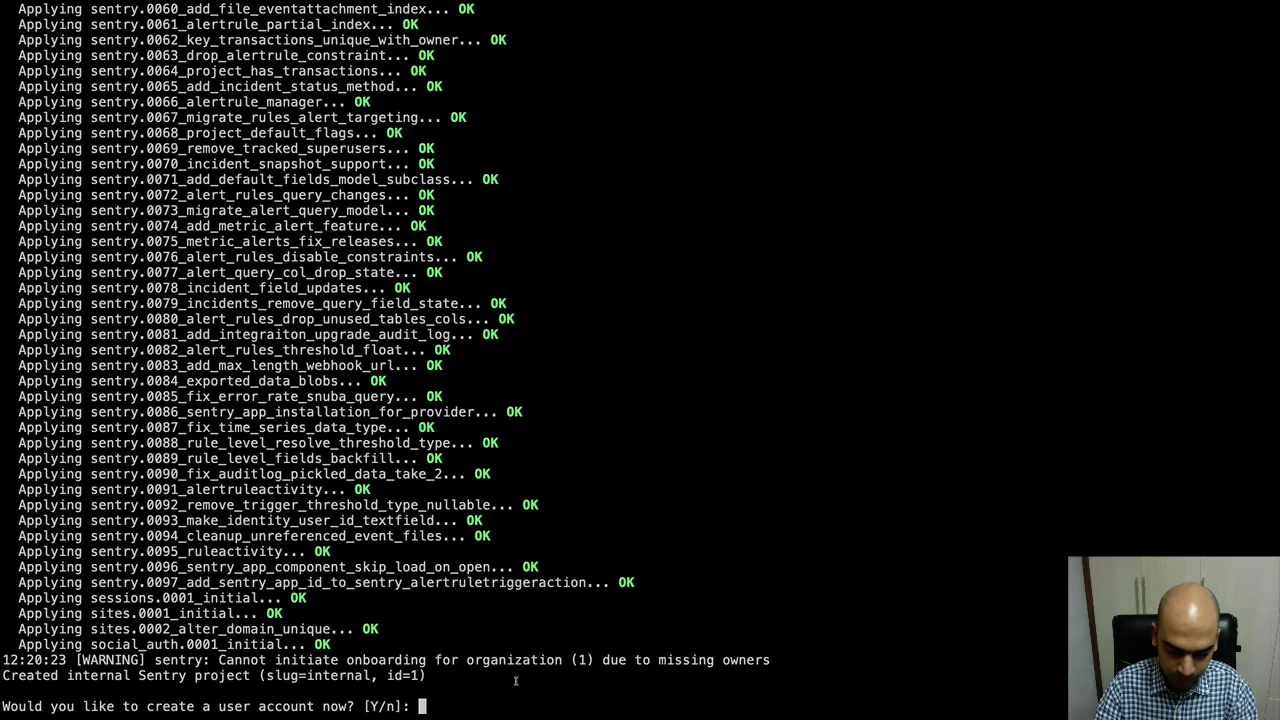 Applying sentry.0060_add_file_eventattachment_index... OK
Applying sentry.0061_alertrule_partial_index... OK
Applying sentry.0062_key_transactions_unique_with_owner... OK
Applying sentry.0063_drop_alertrule_constraint... OK
Applying sentry.0064_project_has_transactions... OK
Applying sentry.0065_add_incident_status_method... OK
Applying sentry.0066_alertrule_manager... OK
Applying sentry.0067_migrate_rules_alert_targeting... OK
Applying sentry.0068_project_default_flags... OK
Applying sentry.0069_remove_tracked_superusers... OK
Applying sentry.0070_incident_snapshot_support... OK
Applying sentry.0071_add_default_fields_model_subclass... OK
Applying sentry.0072_alert_rules_query_changes... OK
Applying sentry.0073_migrate_alert_query_model... OK
Applying sentry.0074_add_metric_alert_feature... OK
Applying sentry.0075_metric_alerts_fix_releases... OK
Applying sentry.0076_alert_rules_disable_constraints... OK
Applying sentry.0077_alert_query_col_drop_state... OK
Applying sentry.0078_incident_field_updates... OK
Applying sentry.0079_incidents_remove_query_field_state... OK
Applying sentry.0080_alert_rules_drop_unused_tables_cols... OK
Applying sentry.0081_add_integraiton_upgrade_audit_log... OK
Applying sentry.0082_alert_rules_threshold_float... OK
Applying sentry.0083_add_max_length_webhook_url... OK
Applying sentry.0084_exported_data_blobs... OK
Applying sentry.0085_fix_error_rate_snuba_query... OK
Applying sentry.0086_sentry_app_installation_for_provider... OK
Applying sentry.0087_fix_time_series_data_type... OK
Applying sentry.0088_rule_level_resolve_threshold_type... OK
Applying sentry.0089_rule_level_fields_backfill... OK
Applying sentry.0090_fix_auditlog_pickled_data_take_2... OK
Applying sentry.0091_alertruleactivity... OK
Applying sentry.0092_remove_trigger_threshold_type_nullable... OK
Applying sentry.0093_make_identity_user_id_textfield... OK
Applying sentry.0094_cleanup_unreferenced_event_files... OK
Applying sentry.0095_ruleactivity... OK
Applying sentry.0096_sentry_app_component_skip_load_on_open... OK
Applying sentry.0097_add_sentry_app_id_to_sentry_alertruletriggeraction... OK
Applying sessions.0001_initial... OK
Applying sites.0001_initial... OK
Applying sites.0002_alter_domain_unique... OK
Applying social_auth.0001_initial... OK
12:20:23 [WARNING] sentry: Cannot initiate onboarding for organization (1) due to missing owners
Created internal Sentry project (slug=internal, id=1)
Would you like to create a user account now? [Y/n]: